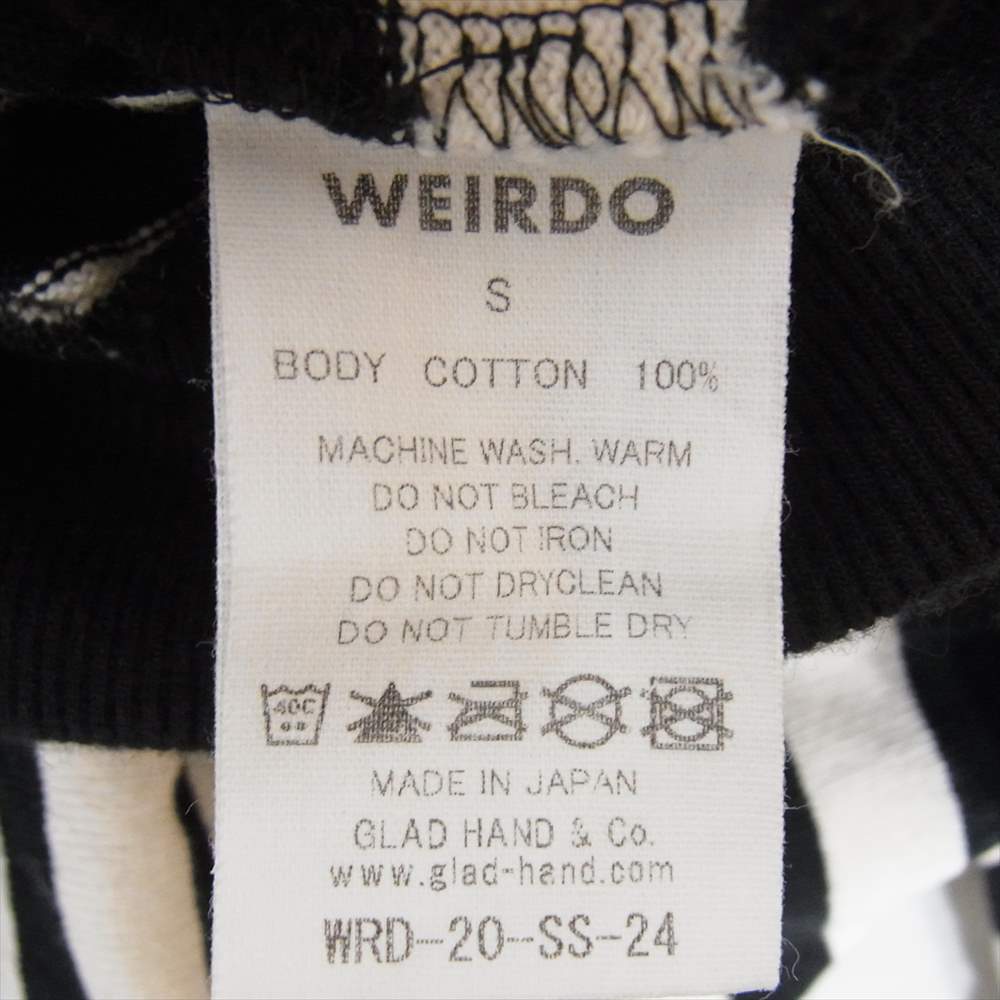 WEIRDO
S
BODY COTTON 100%
MACHINE WASH. WARM
DO NOT BLEACH
DO NOT IRON
DO NOT DRYCLEAN
DO NOT TUMBLE DRY
40C
MADE IN JAPAN
GLAD HAND & Co.
www.glad-hand.com
WRD-20-SS-24